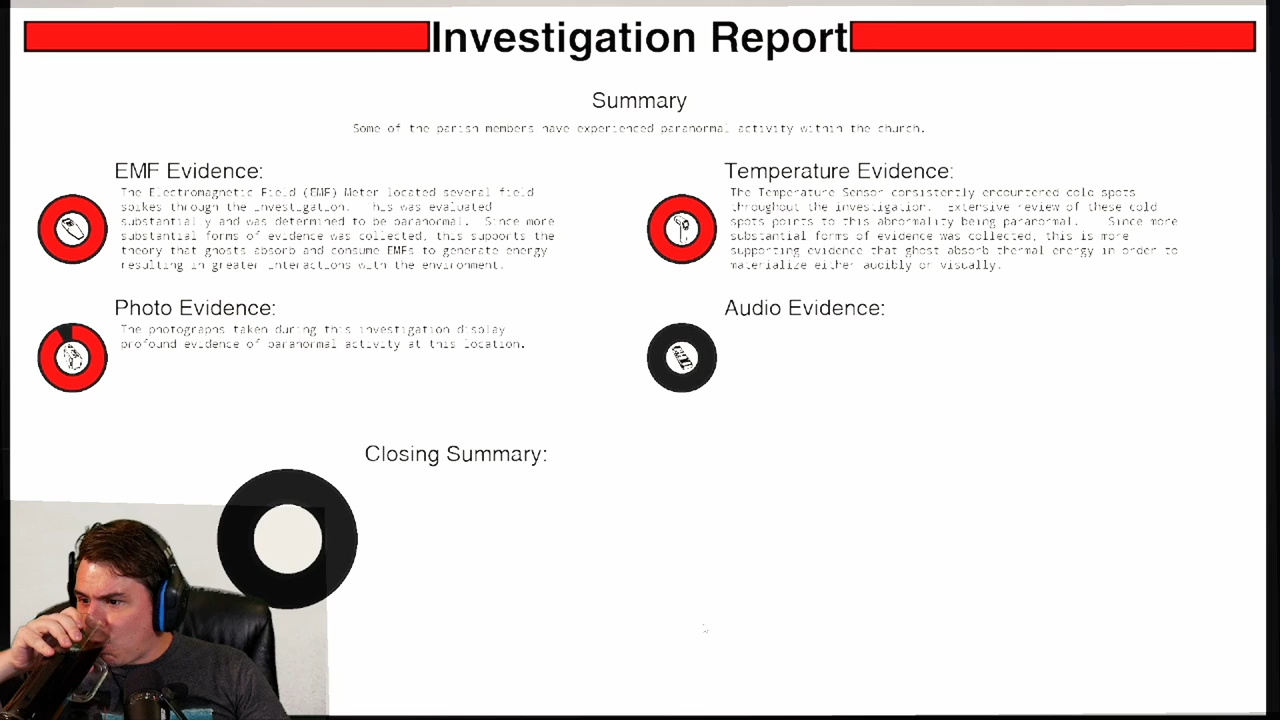 Investigation Report
Summary
Some of the parish members have experienced paranormal activity within the church.
EMF Evidence:
The Electromagnetic Field (EMF) Meter located several field
spikes through the investigation. This was evaluated
substantially and was determined to be paranormal. Since more
substantial forms of evidence was collected, this supports the
theory that ghosts absorb and consume EMFs to generate energy
resulting in greater interactions with the environment.
Temperature Evidence:
The Temperature Sensor consistently encountered cold spots
throughout the investigation. Extensive review of these cold
spots points to this abnormality being paranormal. Since more
substantial forms of evidence was collected, this is more
supporting evidence that ghost absorb thermal energy in order to
materialize either audibly or visually.
Photo Evidence:
The photographs taken during this investigation display
profound evidence of paranormal activity at this location.
Audio Evidence:
Closing Summary: